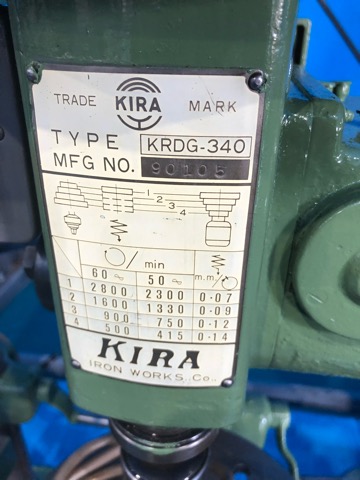 TRADE KIRA MARK
TYPE KRDG-340
MFG NO. 90105
1
2
3
4
/min
60~ 50~ m.m/
1 2800 2300 0·07
2 1600 1330 0·09
3 900 750 0·12
4 500 415 0·14
KIRA
IRON WORKS Co.,